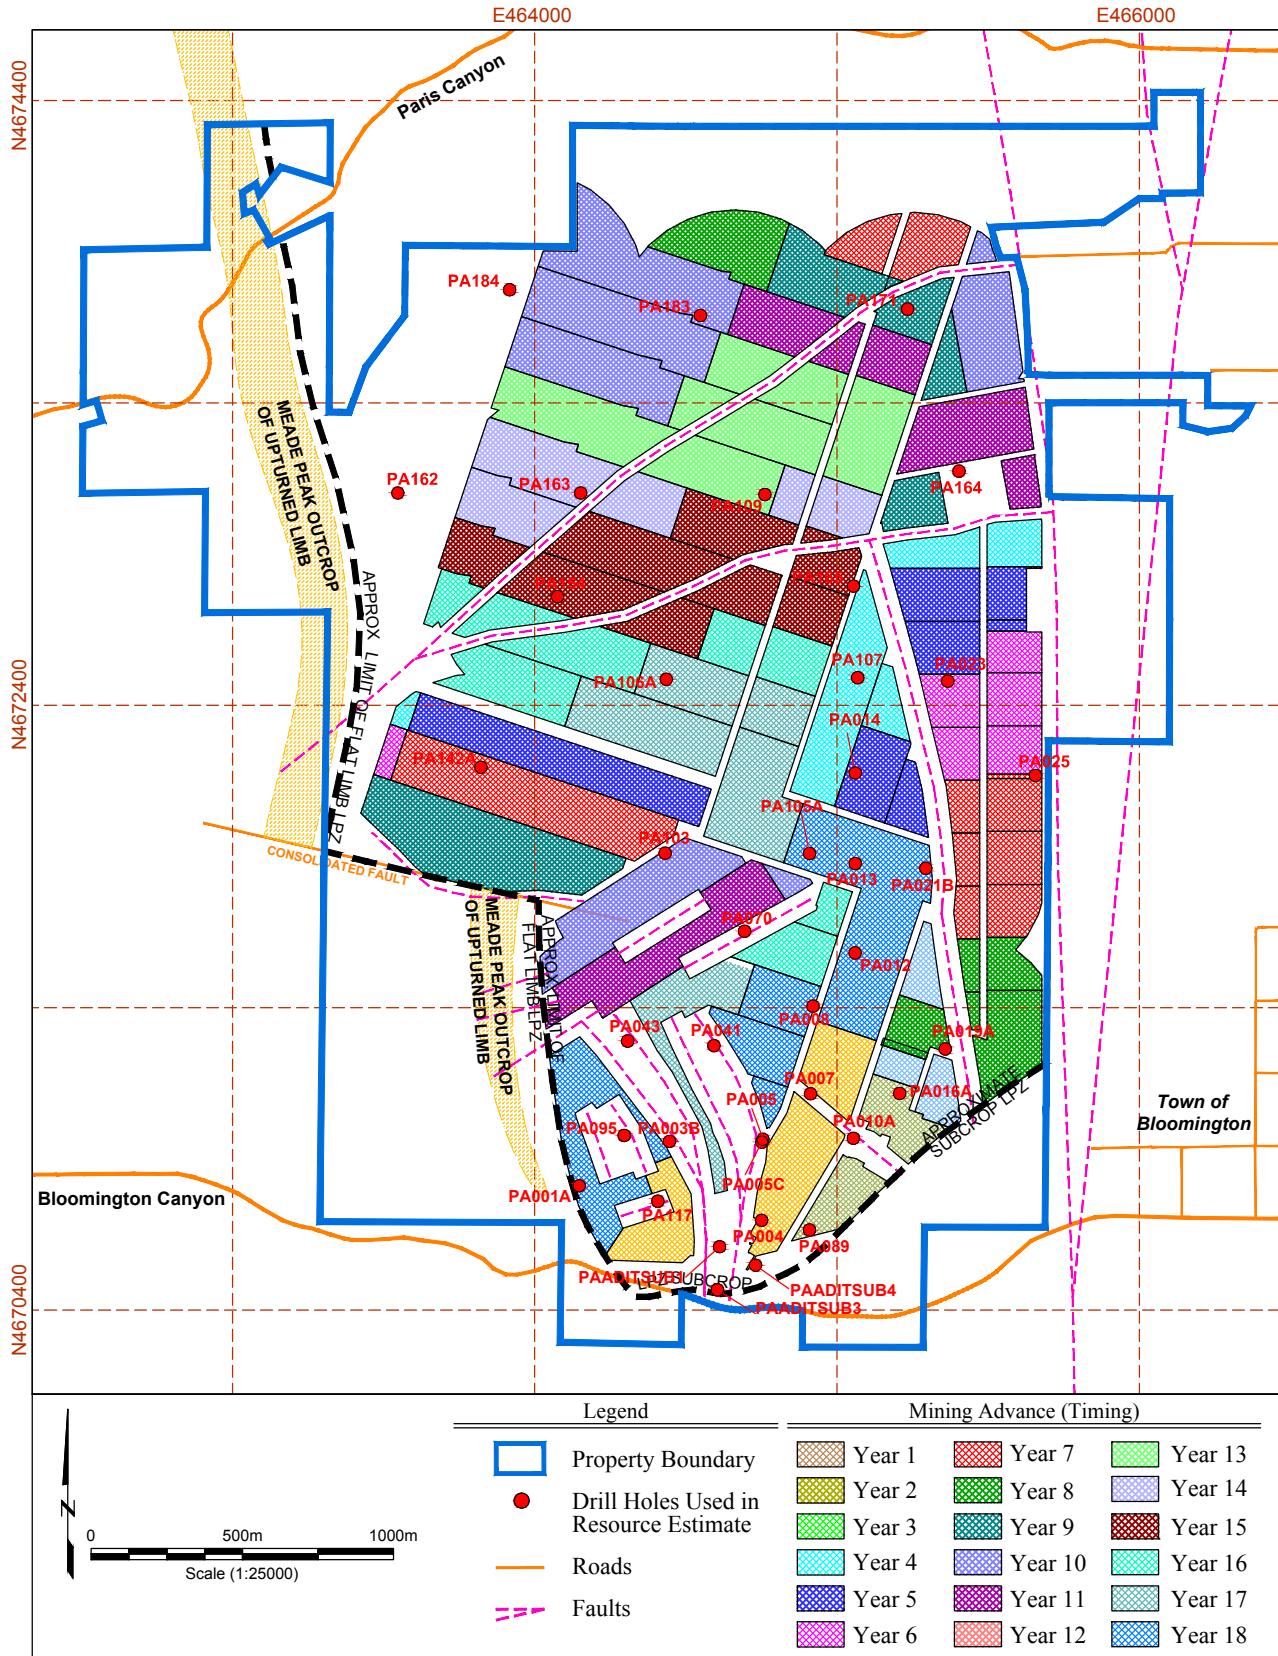 E464000
E466000
N4674400
N4672400
N4670400
Paris Canyon
PA184
PA183
PA171
PA162
PA163
PA109
PA164
MEADE PEAK OUTCROP
OF UPTURNED LIMB
APPROX LIMIT OF FLAT LIMB LPZ
PA107
PA023
PA106A
PA014
PA142A
PA025
PA105A
PA103
PA013
PA021B
CONSOLIDATED FAULT
MEADE PEAK OUTCROP
OF UPTURNED LIMB
APPROX LIMIT OF
FLAT LIMB LPZ
PA070
PA012
PA043
PA041
PA019A
PA007
PA016A
PA005
PA010A
APPROXIMATE
SUBCROP LPZ
Town of
Bloomington
PA095
PA003B
PA001A
PA005C
PA117
PA004
PA089
Bloomington Canyon
PAADITSUB1
LPZ SUBCROP
PAADITSUB4
PAADITSUB3
Legend
Property Boundary
Drill Holes Used in
Resource Estimate
Roads
Faults
Mining Advance (Timing)
Year 1
Year 2
Year 3
Year 4
Year 5
Year 6
Year 7
Year 8
Year 9
Year 10
Year 11
Year 12
Year 13
Year 14
Year 15
Year 16
Year 17
Year 18
N
0
500m
1000m
Scale (1:25000)